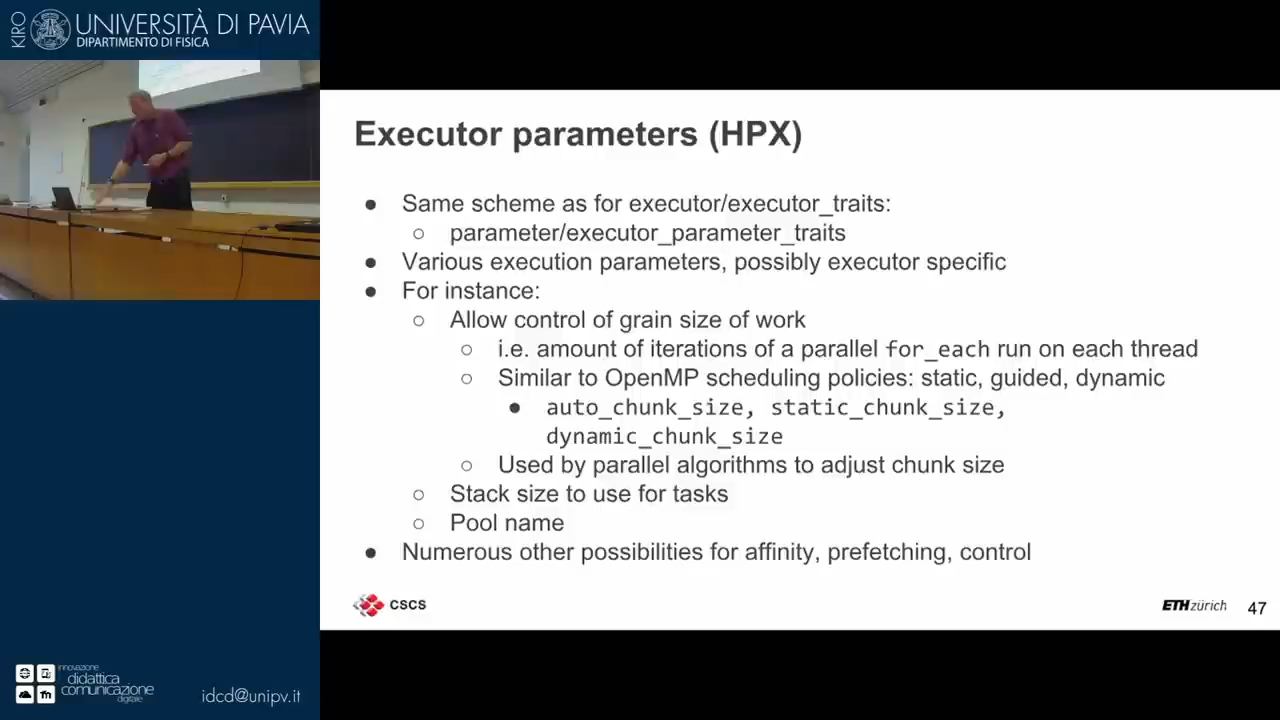 KIRO
UNIVERSITÀ DI PAVIA
DIPARTIMENTO DI FISICA
Executor parameters (HPX)
● Same scheme as for executor/executor_traits:
○ parameter/executor_parameter_traits
● Various execution parameters, possibly executor specific
● For instance:
○ Allow control of grain size of work
○ i.e. amount of iterations of a parallel for_each run on each thread
○ Similar to OpenMP scheduling policies: static, guided, dynamic
● auto_chunk_size, static_chunk_size,
dynamic_chunk_size
○ Used by parallel algorithms to adjust chunk size
○ Stack size to use for tasks
○ Pool name
● Numerous other possibilities for affinity, prefetching, control
CSCS
ETH zürich
47
innovazione
didattica
comunicazione
digitale
idcd@unipv.it